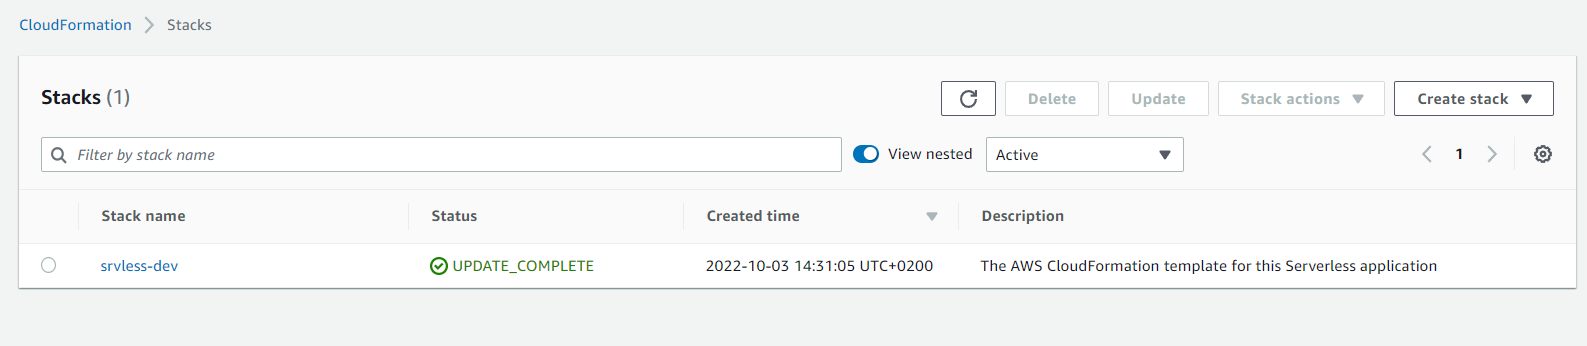 CloudFormation > Stacks
Stacks (1)
Delete
Update
Stack actions
Create stack
Filter by stack name
View nested
Active
1
Stack name Status Created time Description
srvless-dev UPDATE_COMPLETE 2022-10-03 14:31:05 UTC+0200 The AWS CloudFormation template for this Serverless application